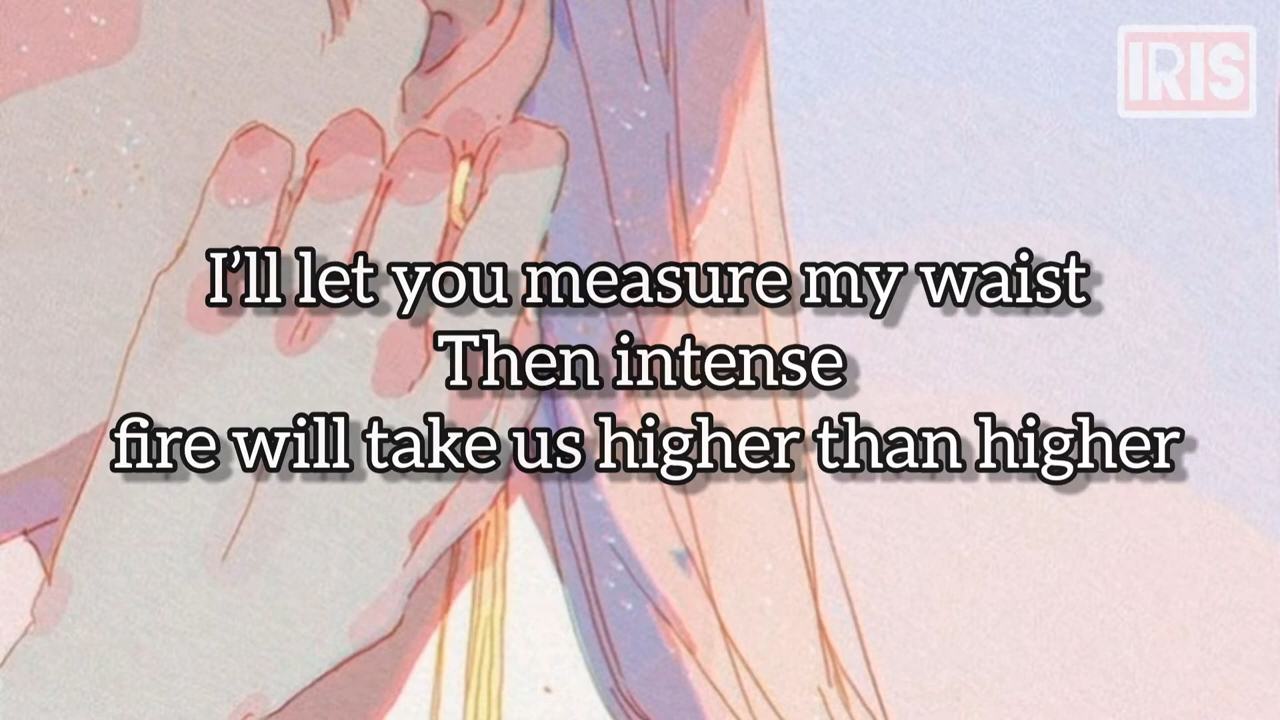 IRIS
I’ll let you measure my waist
Then intense
fire will take us higher than higher